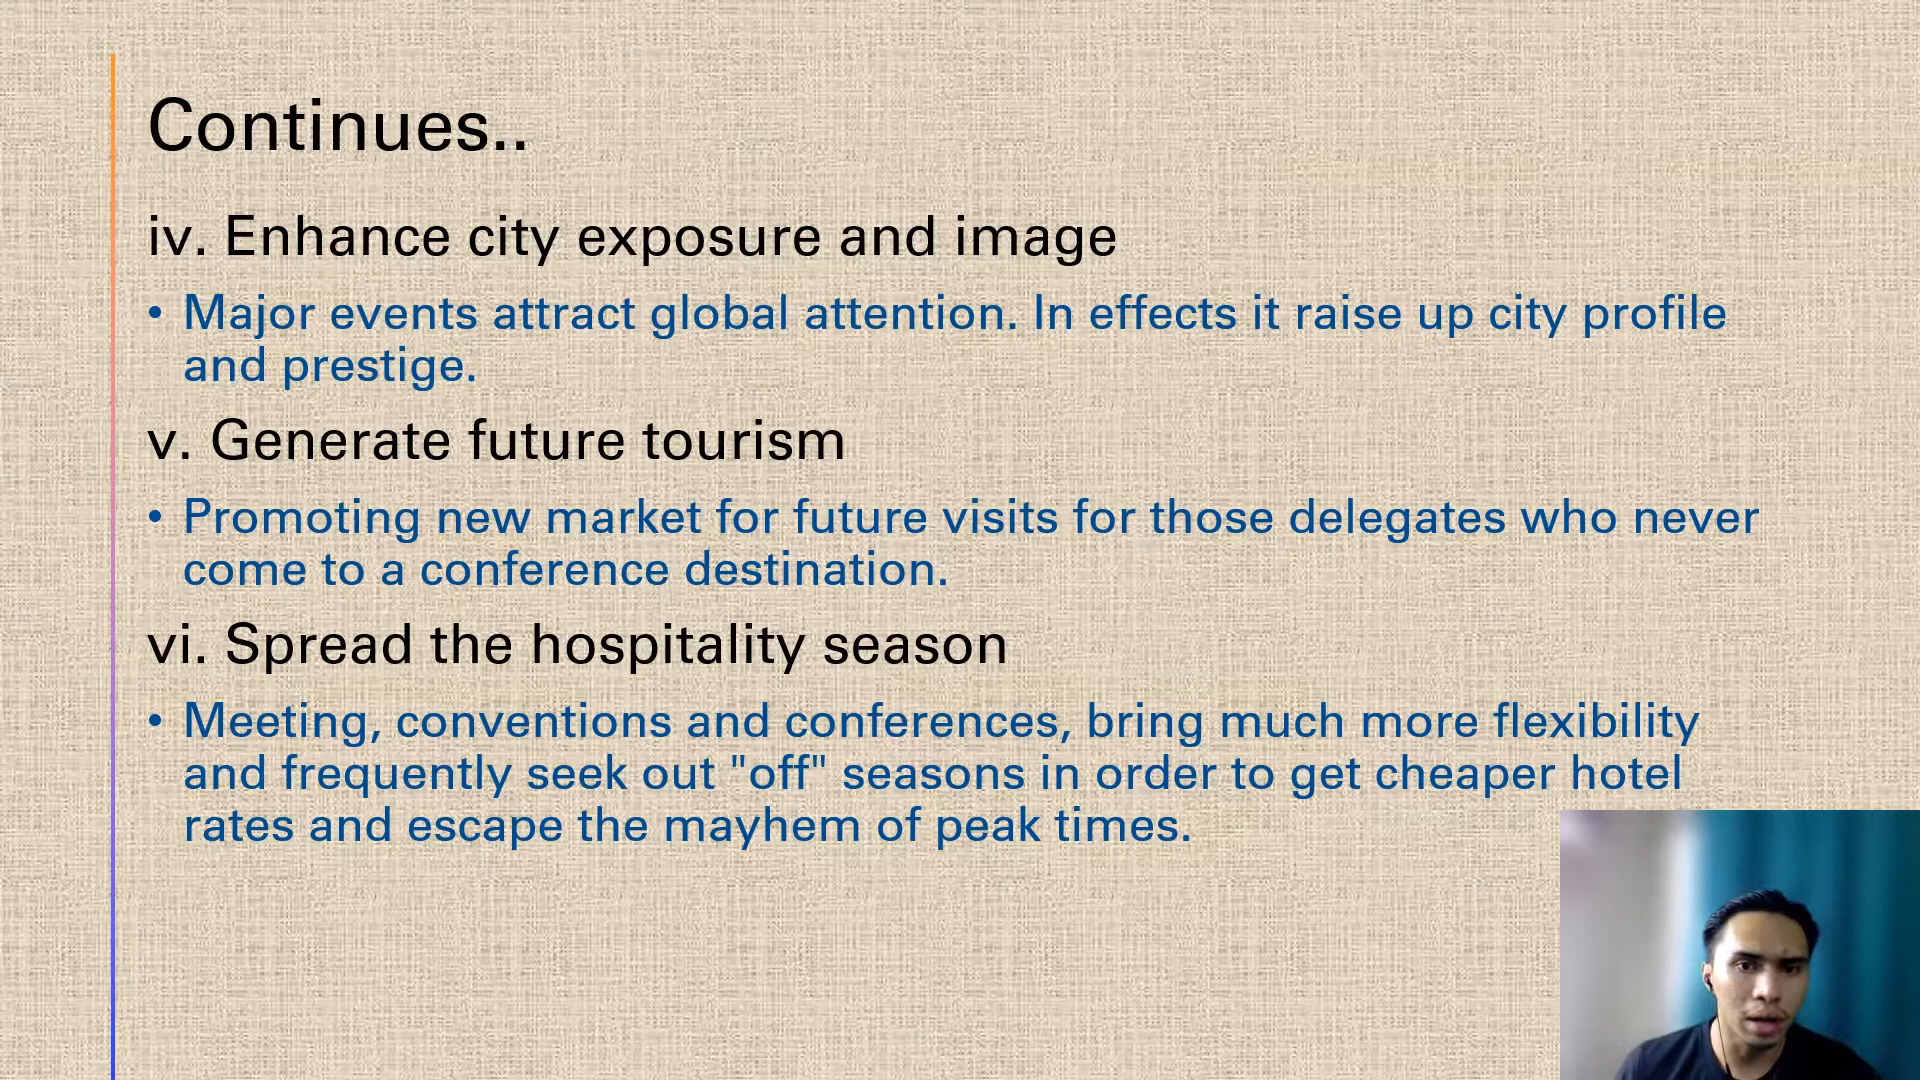 Continues..
iv. Enhance city exposure and image
• Major events attract global attention. In effects it raise up city profile
and prestige.
v. Generate future tourism
• Promoting new market for future visits for those delegates who never
come to a conference destination.
vi. Spread the hospitality season
• Meeting, conventions and conferences, bring much more flexibility
and frequently seek out "off" seasons in order to get cheaper hotel
rates and escape the mayhem of peak times.